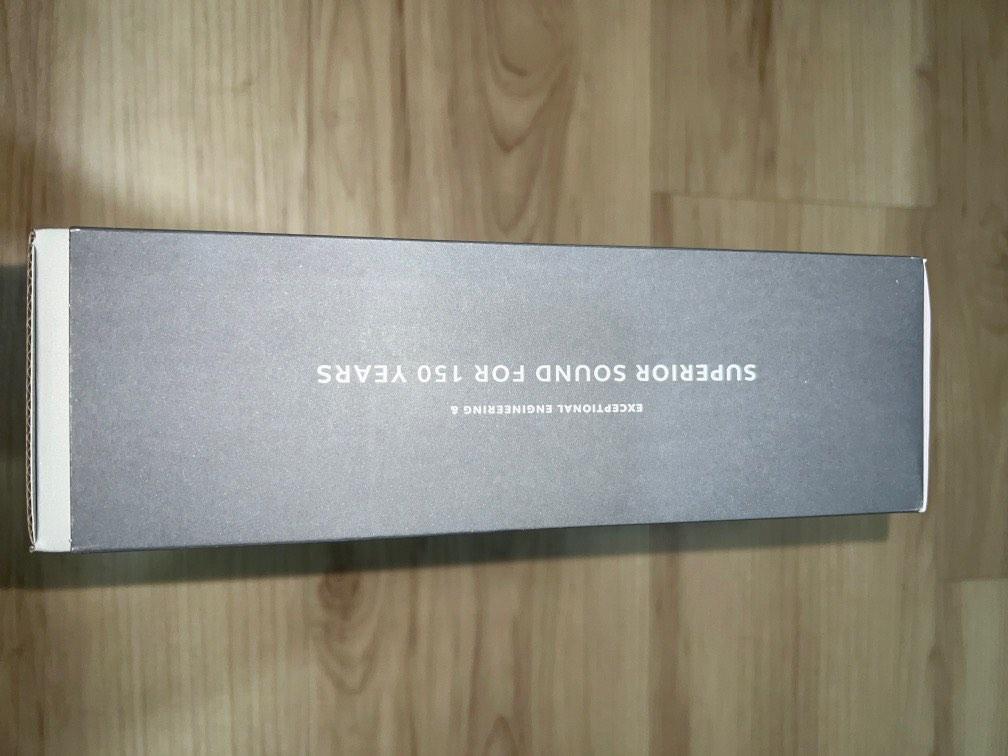 EXCEPTIONAL ENGINEERING &
SUPERIOR SOUND FOR 150 YEARS